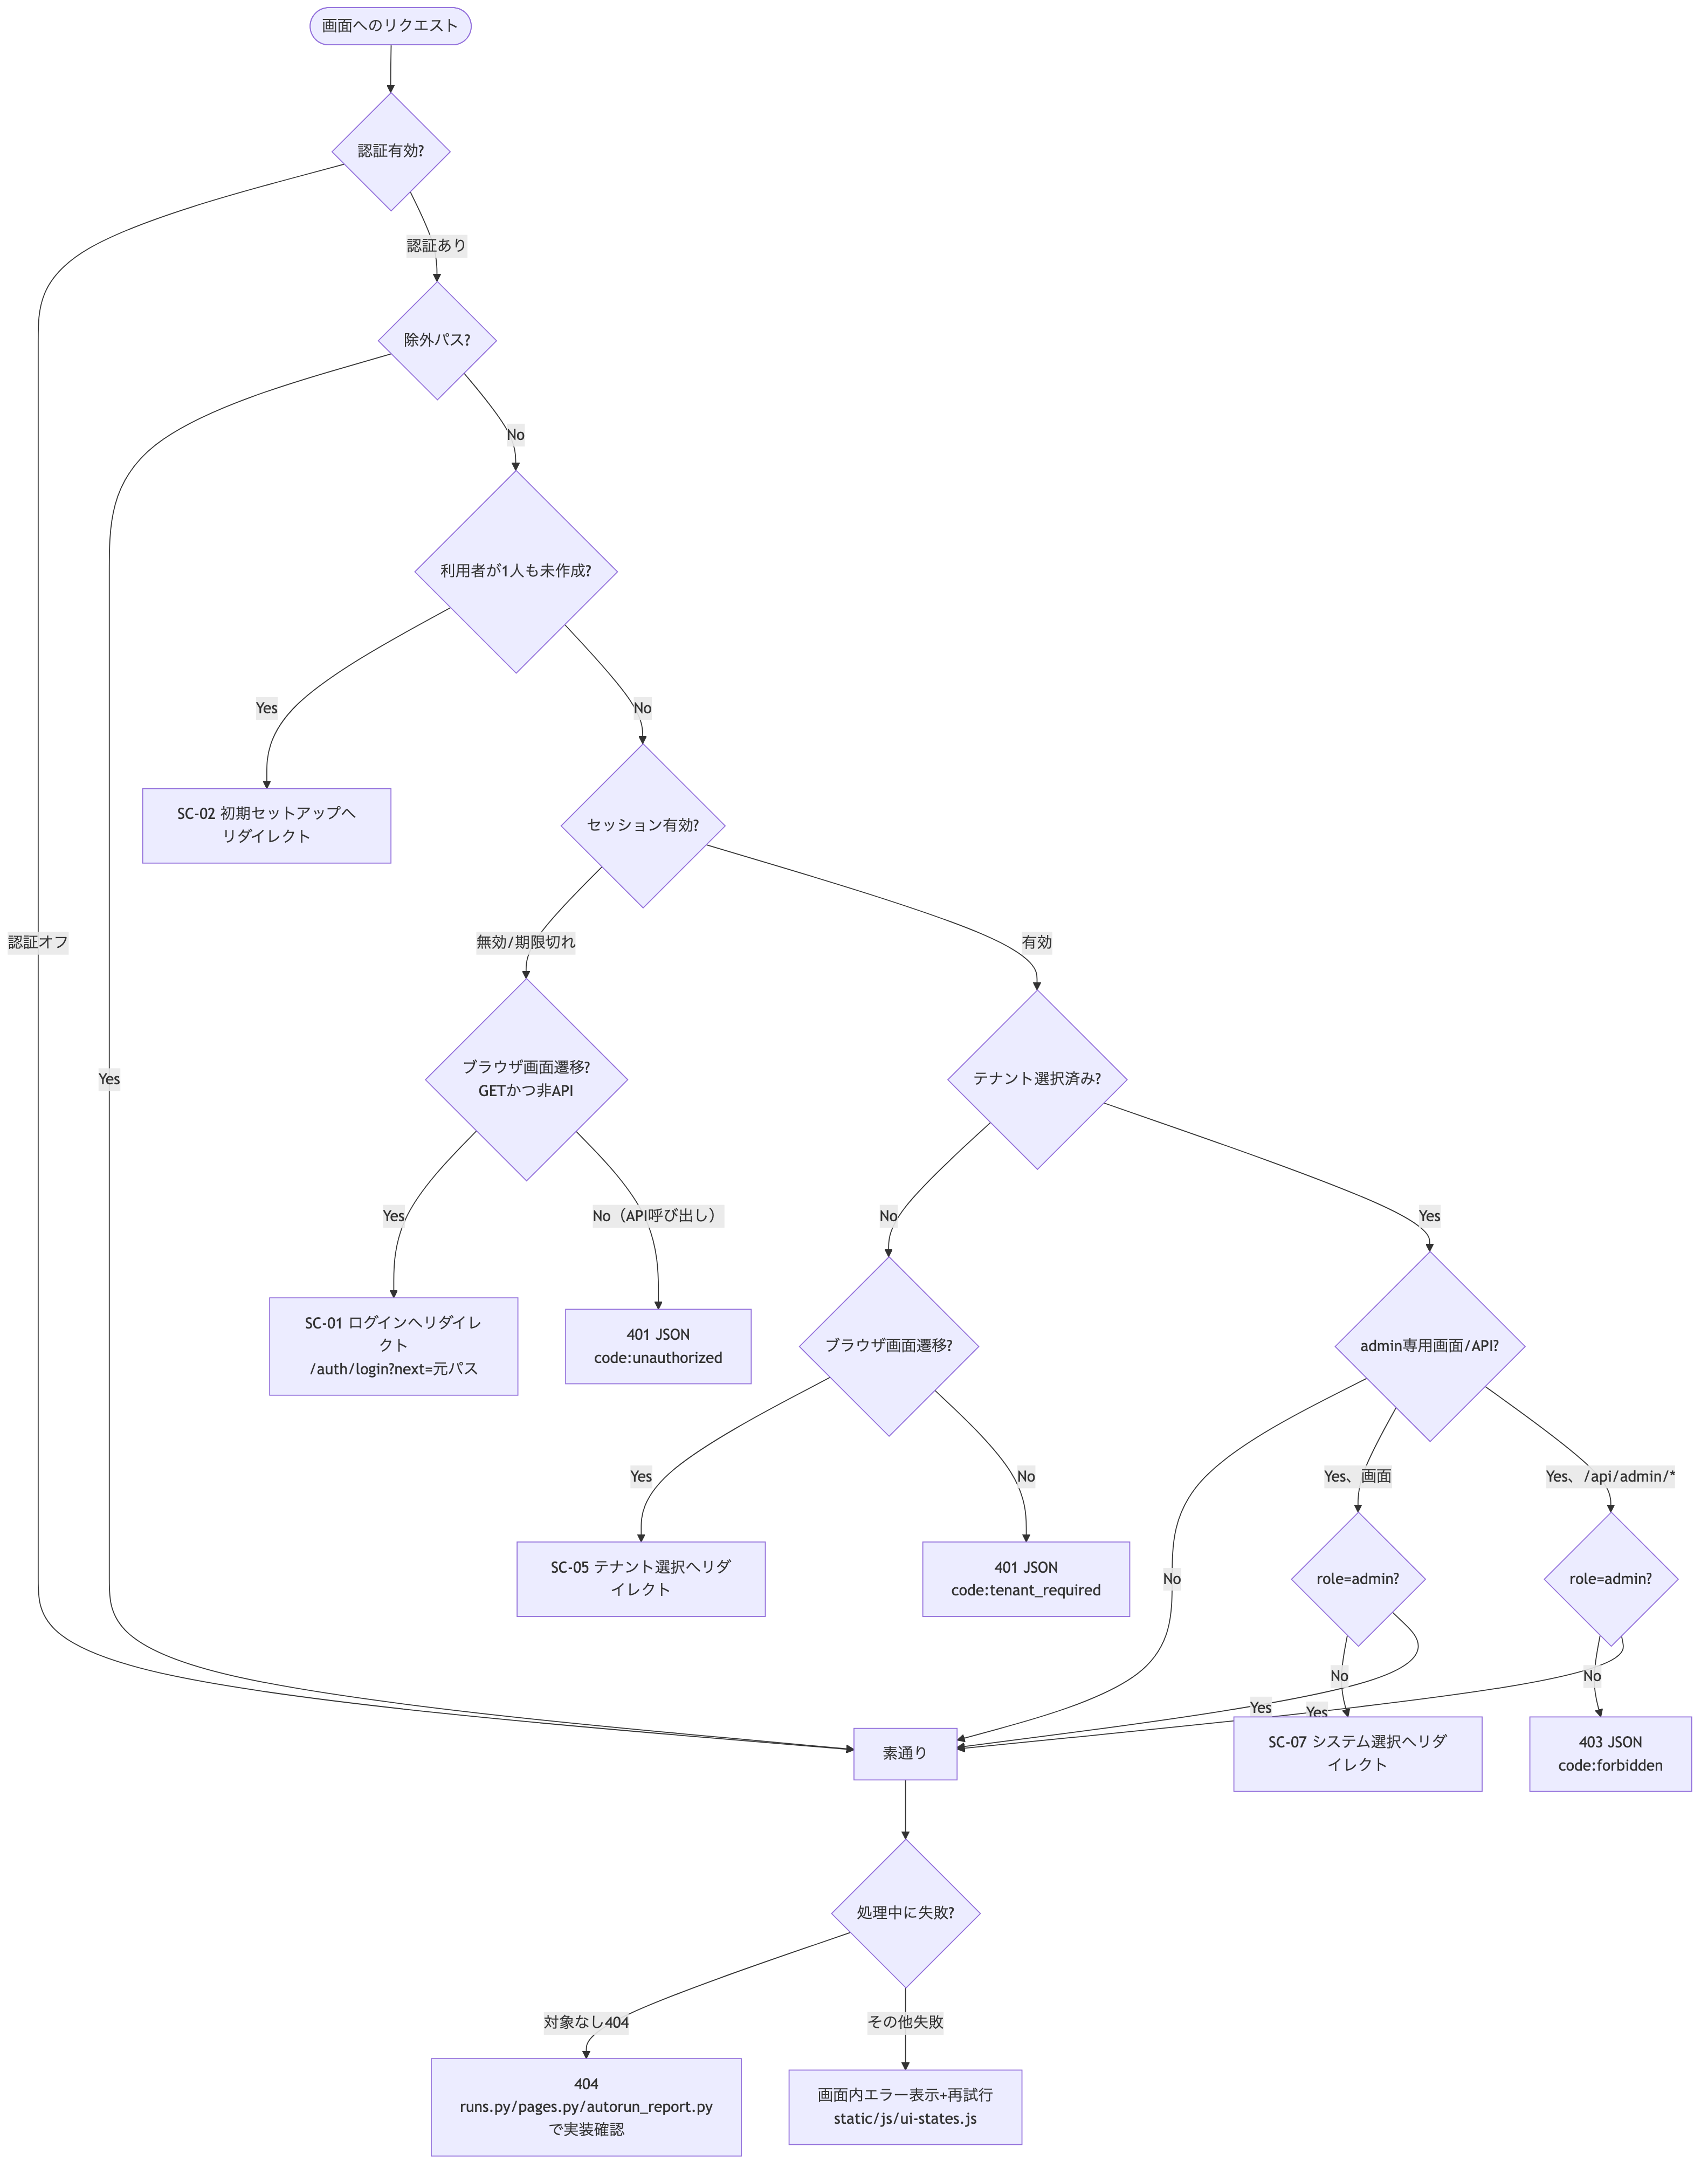 画面へのリクエスト
認証有効?
認証あり
除外パス?
No
利用者が1人も未作成?
Yes
No
SC-02 初期セットアップへ
リダイレクト
セッション有効?
認証オフ
無効/期限切れ
有効
Yes
ブラウザ画面遷移?
GETかつ非API
テナント選択済み?
Yes
No（API呼び出し）
No
Yes
SC-01 ログインへリダイレ
クト
/auth/login?next=元パス
401 JSON
code:unauthorized
ブラウザ画面遷移?
admin専用画面/API?
Yes
No
Yes、画面
Yes、/api/admin/*
SC-05 テナント選択へリダ
イレクト
401 JSON
code:tenant_required
No
role=admin?
role=admin?
No
No
Yes
Yes
素通り
SC-07 システム選択へリダ
イレクト
403 JSON
code:forbidden
処理中に失敗?
対象なし404
その他失敗
404
runs.py/pages.py/autorun_report.py
で実装確認
画面内エラー表示+再試行
static/js/ui-states.js